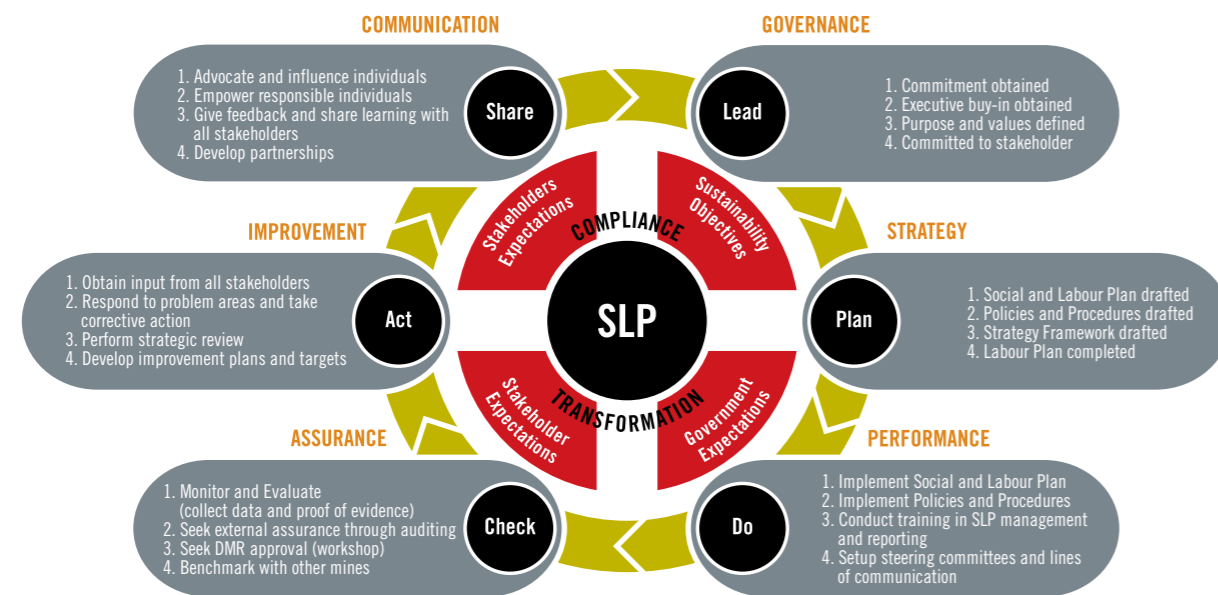 COMMUNICATION
1. Advocate and influence individuals
2. Empower responsible individuals
3. Give feedback and share learning with
all stakeholders
4. Develop partnerships
Share
GOVERNANCE
Lead
1. Commitment obtained
2. Executive buy-in obtained
3. Purpose and values defined
4. Committed to stakeholder
IMPROVEMENT
1. Obtain input from all stakeholders
2. Respond to problem areas and take
corrective action
3. Perform strategic review
4. Develop improvement plans and targets
Act
Stakeholders
Expectations
COMPLIANCE
Sustainability
Objectives
SLP
Stakeholder
Expectations
TRANSFORMATION
Government
Expectations
STRATEGY
Plan
1. Social and Labour Plan drafted
2. Policies and Procedures drafted
3. Strategy Framework drafted
4. Labour Plan completed
ASSURANCE
1. Monitor and Evaluate
(collect data and proof of evidence)
2. Seek external assurance through auditing
3. Seek DMR approval (workshop)
4. Benchmark with other mines
Check
PERFORMANCE
Do
1. Implement Social and Labour Plan
2. Implement Policies and Procedures
3. Conduct training in SLP management
and reporting
4. Setup steering committees and lines
of communication